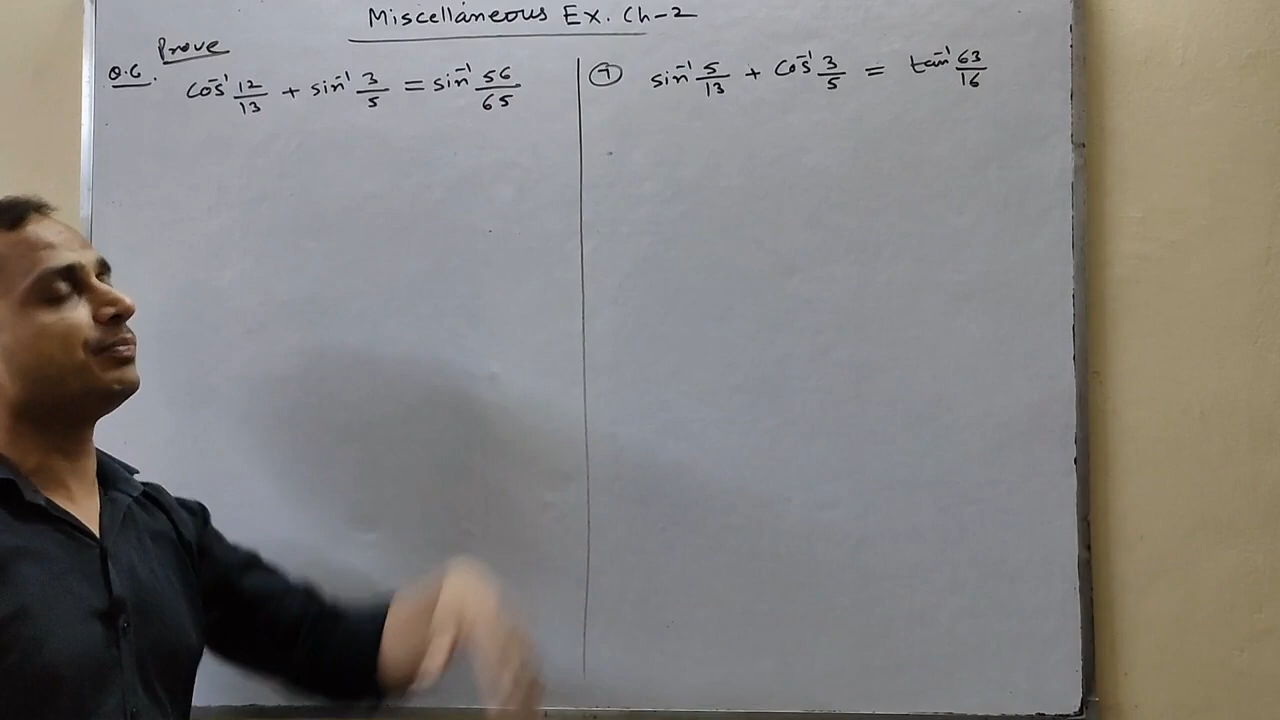 Miscellaneous Ex. Ch-2
Prove
Q.6. cos⁻¹ 12/13 + sin⁻¹ 3/5 = sin⁻¹ 56/65
⑦ sin⁻¹ 5/13 + cos⁻¹ 3/5 = tan⁻¹ 63/16